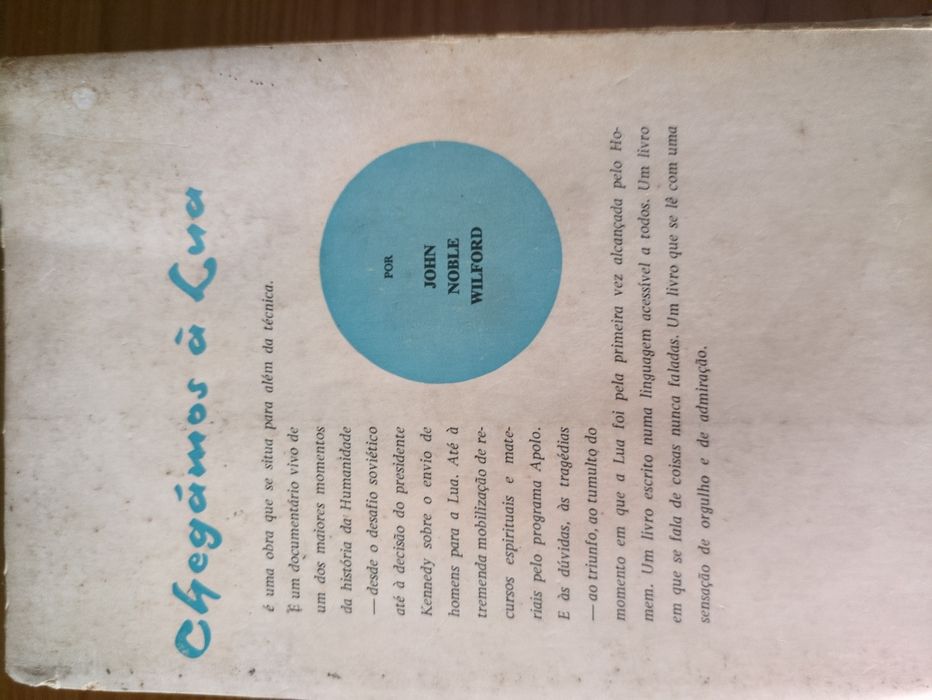 Chegámos à Lua
é uma obra que se situa para além da técnica.
É um documentário vivo de
um dos maiores momentos
da história da Humanidade
— desde o desafio soviético
até à decisão do presidente
Kennedy sobre o envio de
homens para a Lua. Até à
tremenda mobilização de re-
cursos espirituais e mate-
riais pelo programa Apolo.
E às dúvidas, às tragédias
— ao triunfo, ao tumulto do
POR
JOHN
NOBLE
WILFORD
momento em que a Lua foi pela primeira vez alcançada pelo Ho-
mem. Um livro escrito numa linguagem acessível a todos. Um livro
em que se fala de coisas nunca faladas. Um livro que se lê com uma
sensação de orgulho e de admiração.